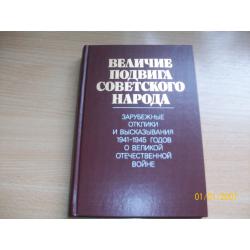 ВЕЛИЧИЕ
ПОДВИГА
СОВЕТСКОГО
НАРОДА
ЗАРУБЕЖНЫЕ
ОТКЛИКИ
И ВЫСКАЗЫВАНИЯ
1941-1945 ГОДОВ
О ВЕЛИКОЙ
ОТЕЧЕСТВЕННОЙ
ВОЙНЕ